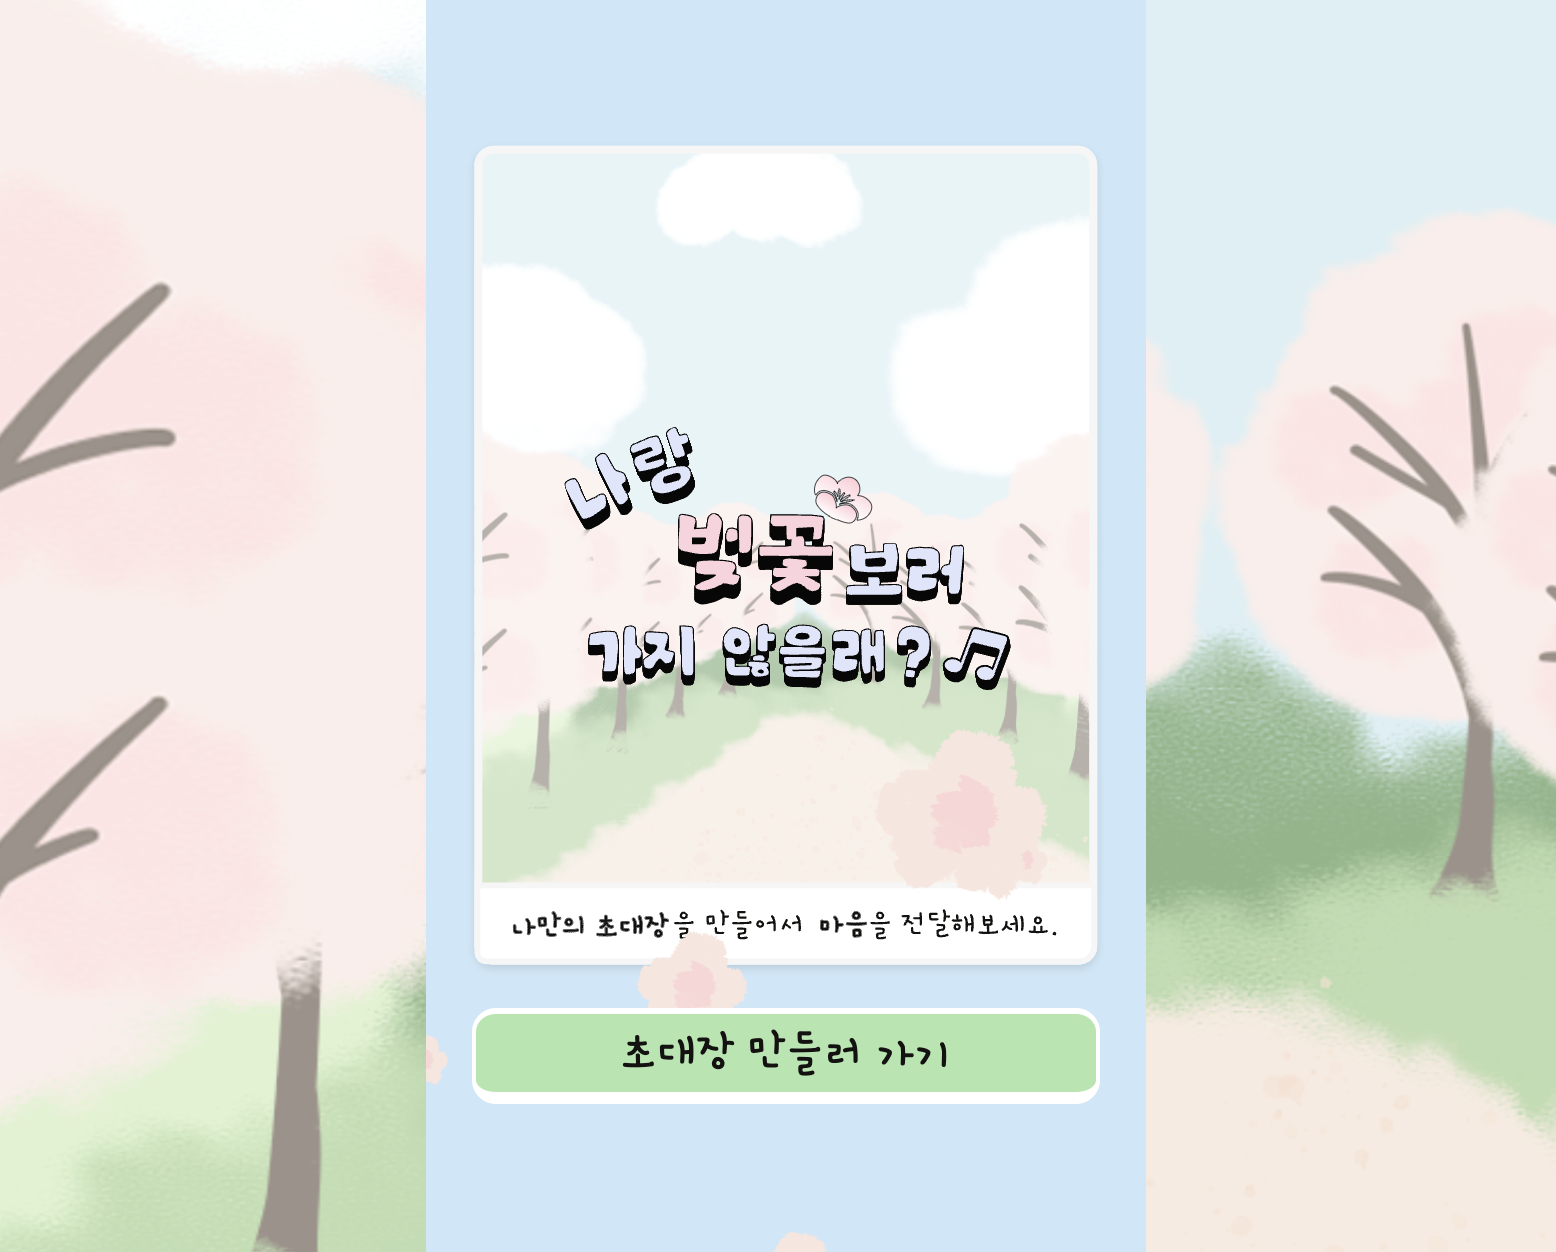 나랑
벚꽃 보러
가지 않을래?
나만의 초대장을 만들어서 마음을 전달해보세요.
초대장 만들러 가기